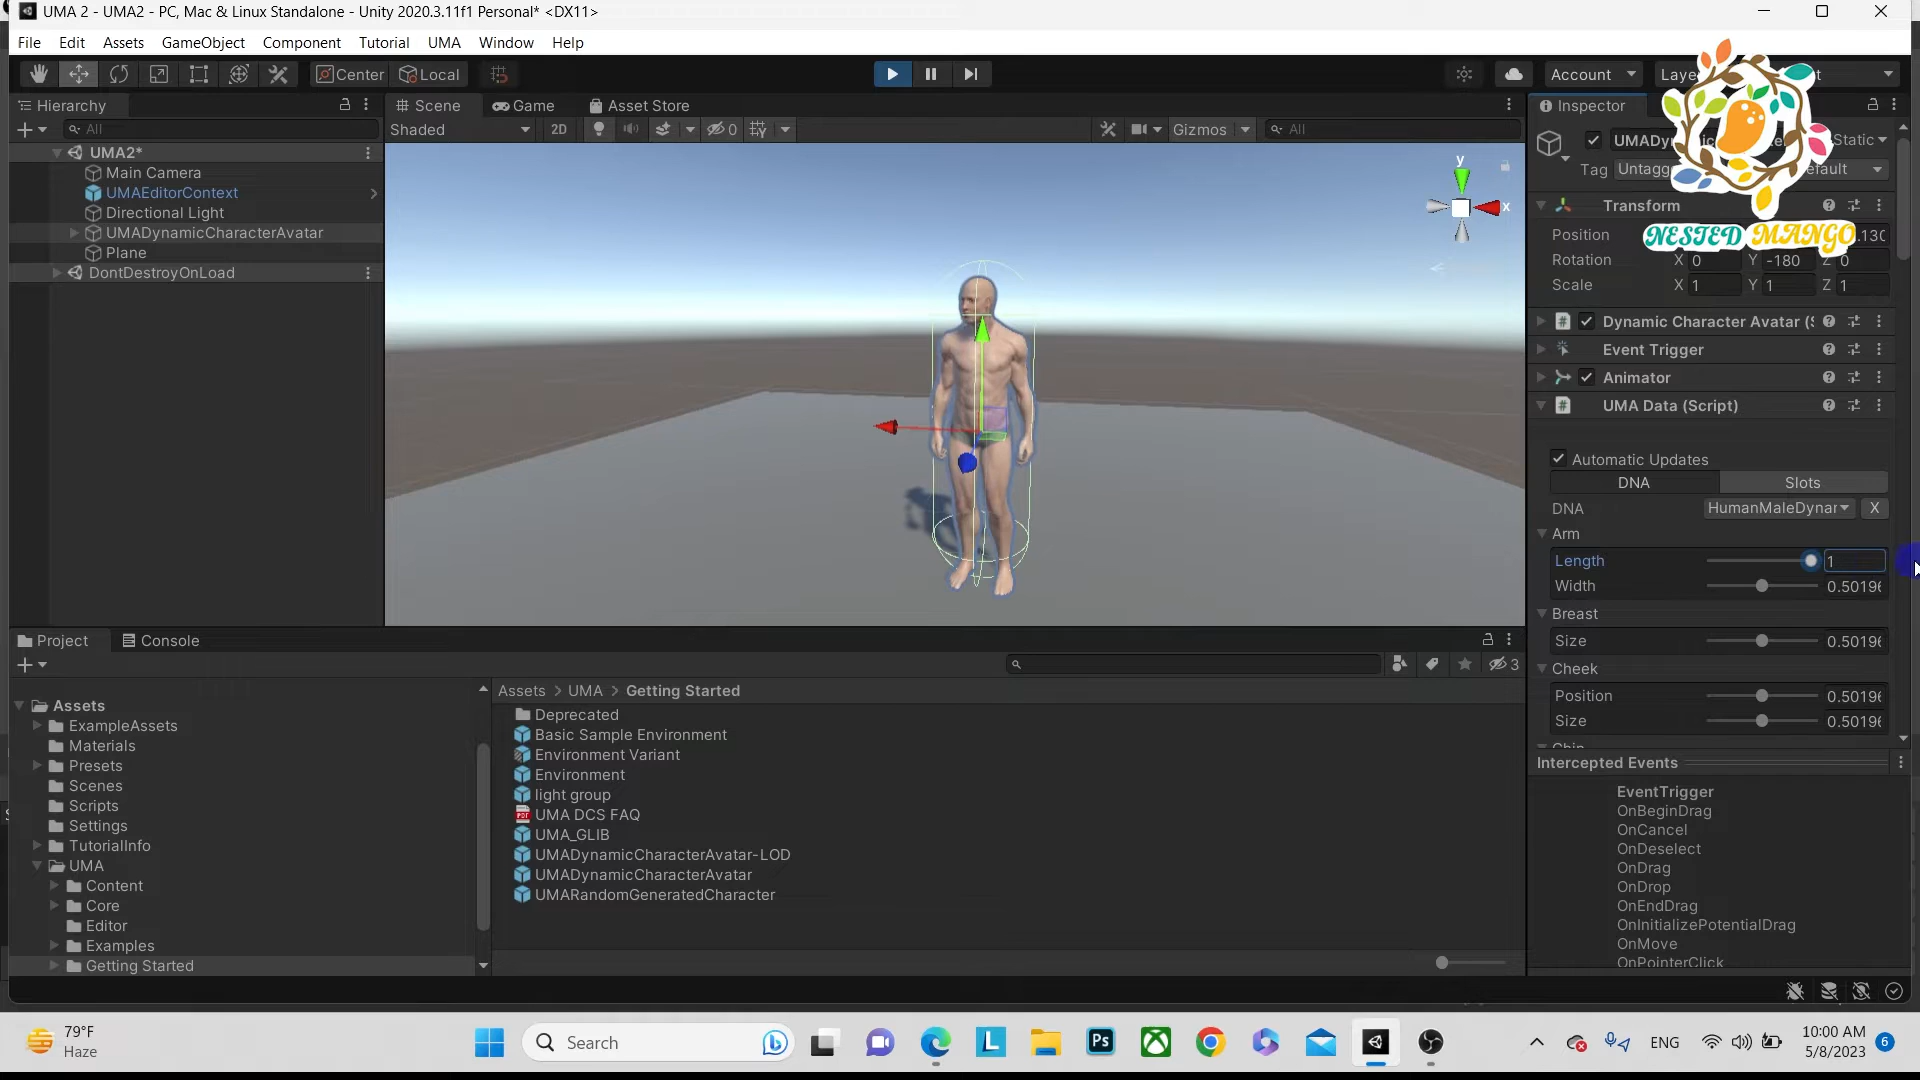 UMA 2 - UMA2 - PC, Mac & Linux Standalone - Unity 2020.3.11f1 Personal* <DX11>
File Edit Assets GameObject Component Tutorial UMA Window Help
Center Local Account
Hierarchy
All
UMA2*
Main Camera
UMAEditorContext
Directional Light
UMADynamicCharacterAvatar
Plane
DontDestroyOnLoad
Scene Game Asset Store
Shaded 2D 0 Gizmos All
y
x
Inspector
Static
Tag
NESTED MANGO
Transform
Position
Rotation X 0 Y -180 Z 0
Scale X 1 Y 1 Z 1
Dynamic Character Avatar (S
Event Trigger
Animator
UMA Data (Script)
Automatic Updates
DNA Slots
DNA HumanMaleDynar X
Arm
Length 1
Width 0.5019
Breast
Size 0.5019
Cheek
Position 0.5019
Size 0.5019
Intercepted Events
EventTrigger
OnBeginDrag
OnCancel
OnDeselect
OnDrag
OnDrop
OnEndDrag
OnInitializePotentialDrag
OnMove
OnPointerClick
Project Console
3
Assets
ExampleAssets
Materials
Presets
Scenes
Scripts
Settings
TutorialInfo
UMA
Content
Core
Editor
Examples
Getting Started
Assets > UMA > Getting Started
Deprecated
Basic Sample Environment
Environment Variant
Environment
light group
UMA DCS FAQ
UMA_GLIB
UMADynamicCharacterAvatar-LOD
UMADynamicCharacterAvatar
UMARandomGeneratedCharacter
79°F
Haze
Search
L
Ps
ENG
10:00 AM
5/8/2023
6